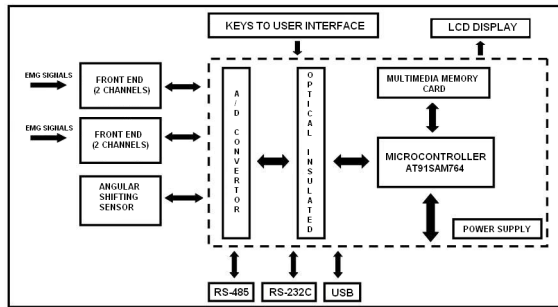 KEYS TO USER INTERFACE
LCD DISPLAY
EMG SIGNALS
FRONT END
(2 CHANNELS)
EMG SIGNALS
FRONT END
(2 CHANNELS)
ANGULAR
SHIFTING
SENSOR
A/D CONVERTOR
OPTICAL INSULATED
MULTIMEDIA MEMORY
CARD
MICROCONTROLLER
AT91SAM764
POWER SUPPLY
RS-485
RS-232C
USB